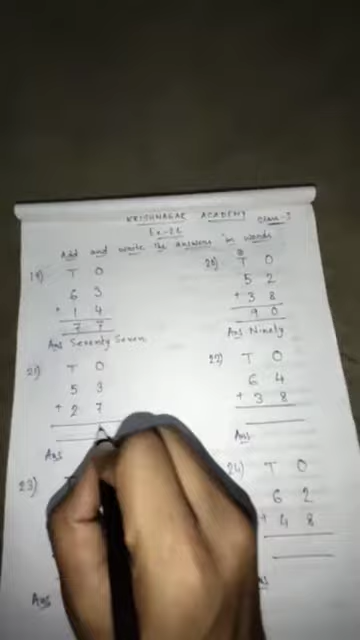 KRISHNAGAR ACADEMY Class-I
Add and write the answers in words
19) T O
6 3
+ 1 4
7 7
Ans Seventy Seven
20) T O
5 2
+ 3 8
9 0
Ans Ninety
21) T O
5 3
+ 2 7
Ans
22) T O
6 4
+ 3 8
Ans
23)
Ans
24) T O
6 2
+ 4 8